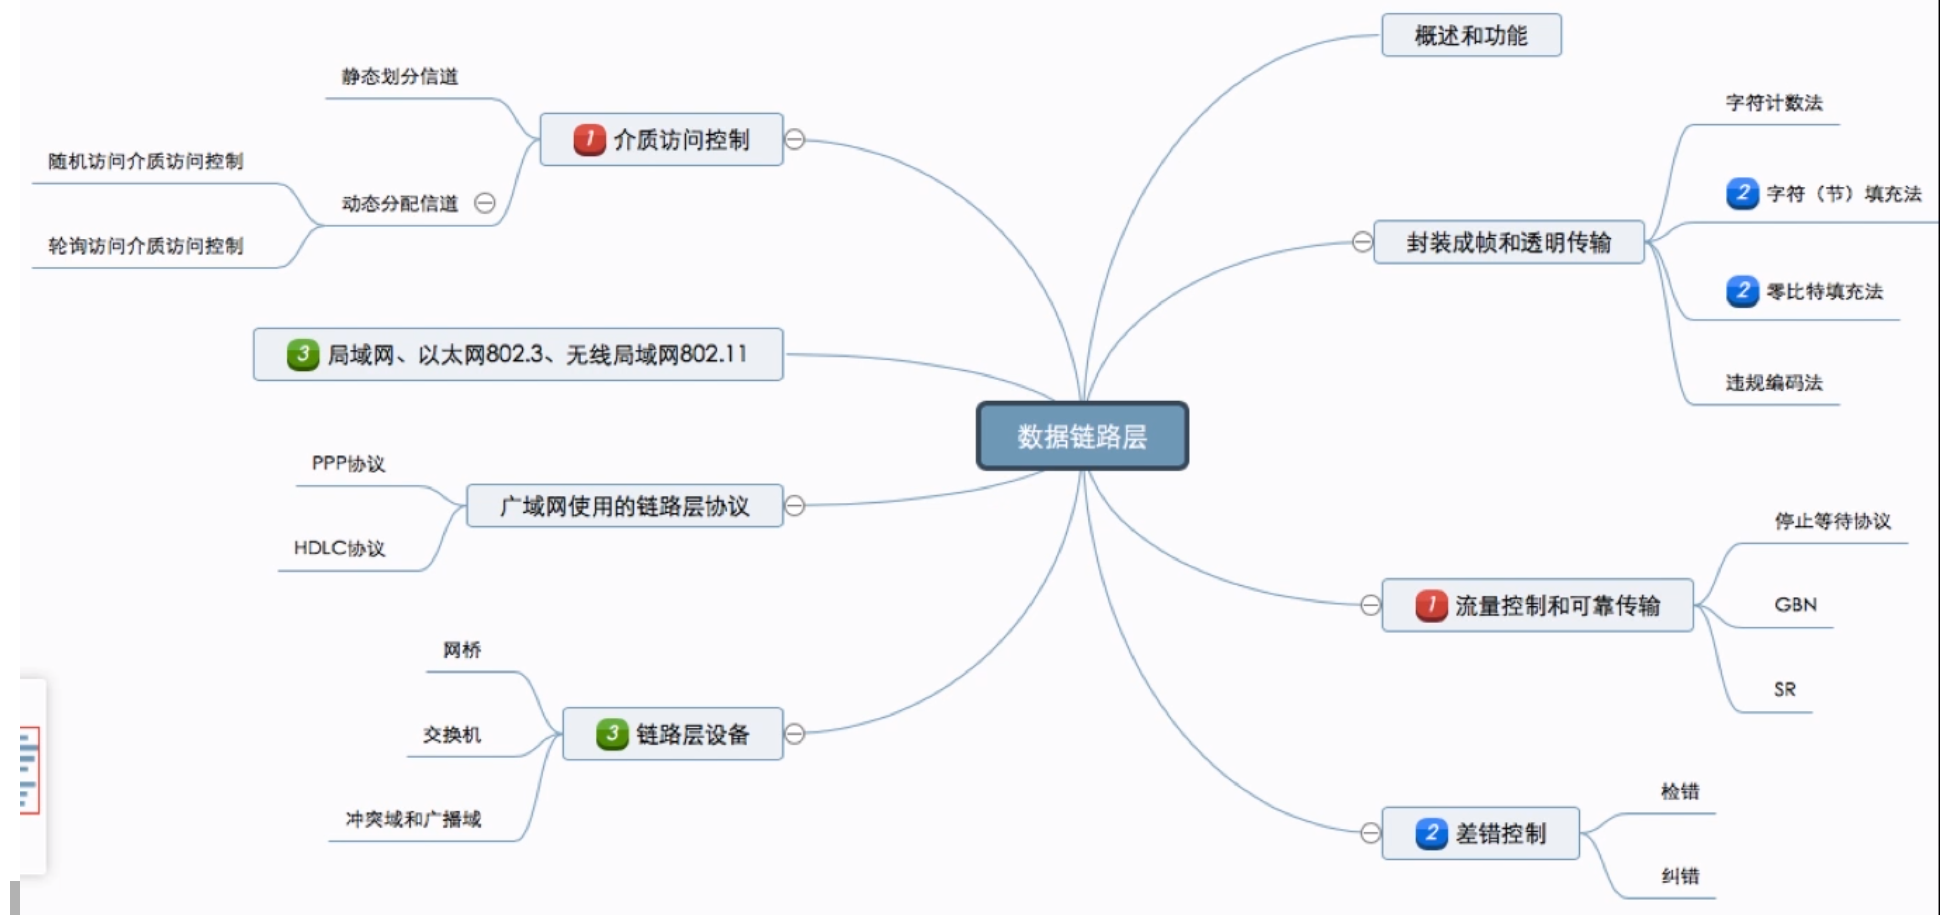 概述和功能
静态划分信道
字符计数法
1 介质访问控制
随机访问介质访问控制
2 字符（节）填充法
动态分配信道
轮询访问介质访问控制
封装成帧和透明传输
2 零比特填充法
3 局域网、以太网802.3、无线局域网802.11
违规编码法
数据链路层
PPP协议
广域网使用的链路层协议
停止等待协议
HDLC协议
1 流量控制和可靠传输
GBN
网桥
SR
交换机
3 链路层设备
检错
冲突域和广播域
2 差错控制
纠错